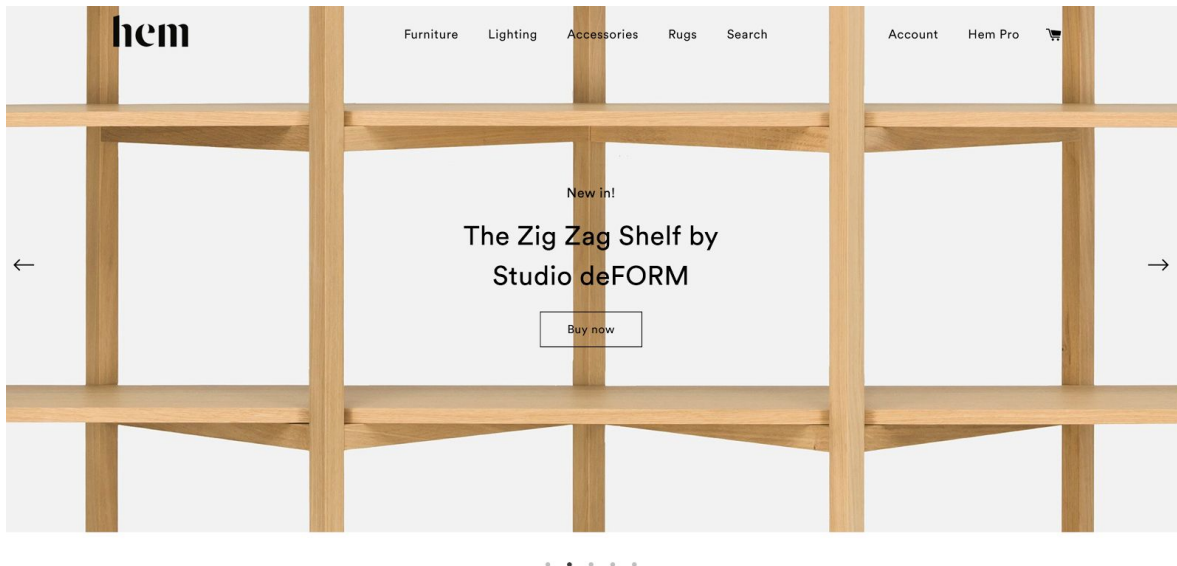 hem
Furniture Lighting Accessories Rugs Search
Account Hem Pro
New in!
The Zig Zag Shelf by
Studio deFORM
Buy now